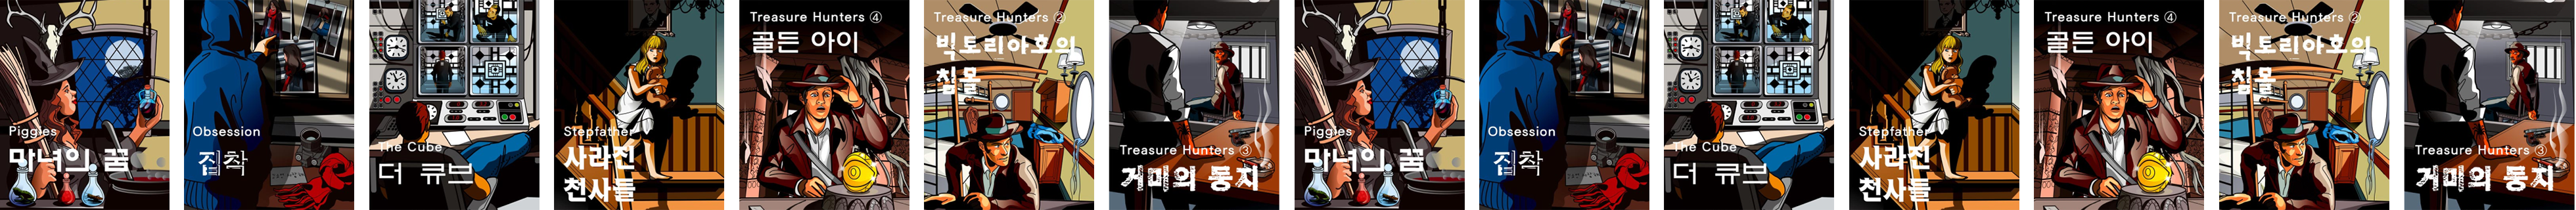 Piggies
마녀의 꿈
Obsession
집착
The Cube
더 큐브
Stepfather
사라진
천사들
Treasure Hunters ④
골든 아이
Treasure Hunters ②
빅토리아호의
침몰
Treasure Hunters ③
거미의 둥지
Piggies
마녀의 꿈
Obsession
집착
The Cube
더 큐브
Stepfather
사라진
천사들
Treasure Hunters ④
골든 아이
Treasure Hunters ②
빅토리아호의
침몰
Treasure Hunters ③
거미의 둥지